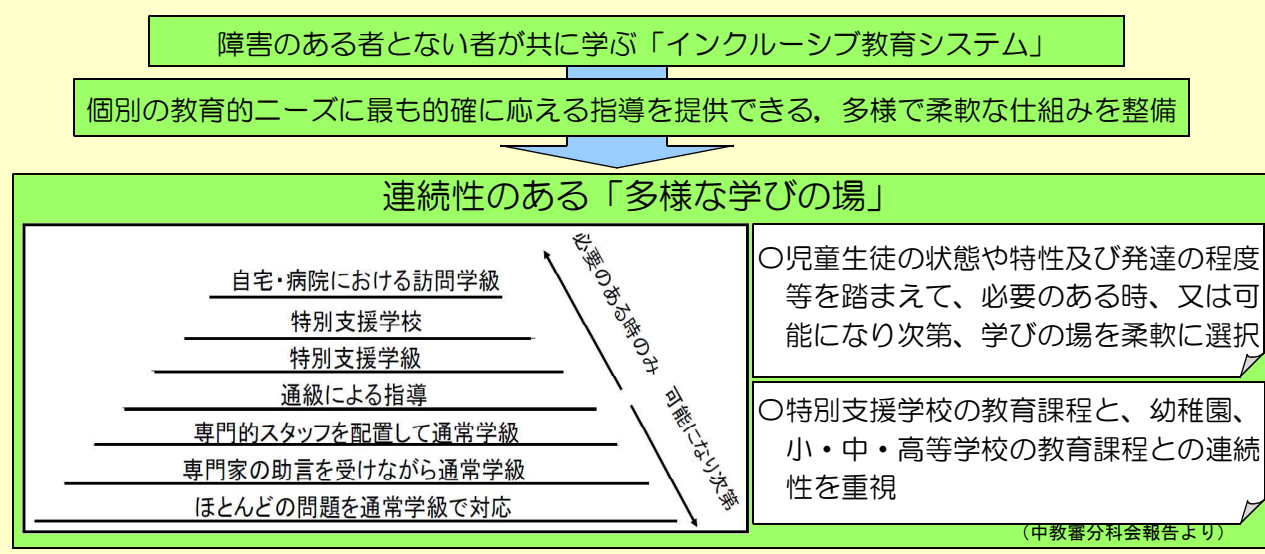 障害のある者とない者が共に学ぶ「インクルーシブ教育システム」
個別の教育的ニーズに最も的確に応える指導を提供できる，多様で柔軟な仕組みを整備
連続性のある「多様な学びの場」
自宅・病院における訪問学級
特別支援学校
特別支援学級
通級による指導
専門的スタッフを配置して通常学級
専門家の助言を受けながら通常学級
ほとんどの問題を通常学級で対応
必要のある時のみ
可能になり次第
○児童生徒の状態や特性及び発達の程度
等を踏まえて、必要のある時、又は可
能になり次第、学びの場を柔軟に選択
○特別支援学校の教育課程と、幼稚園、
小・中・高等学校の教育課程との連続
性を重視
（中教審分科会報告より）